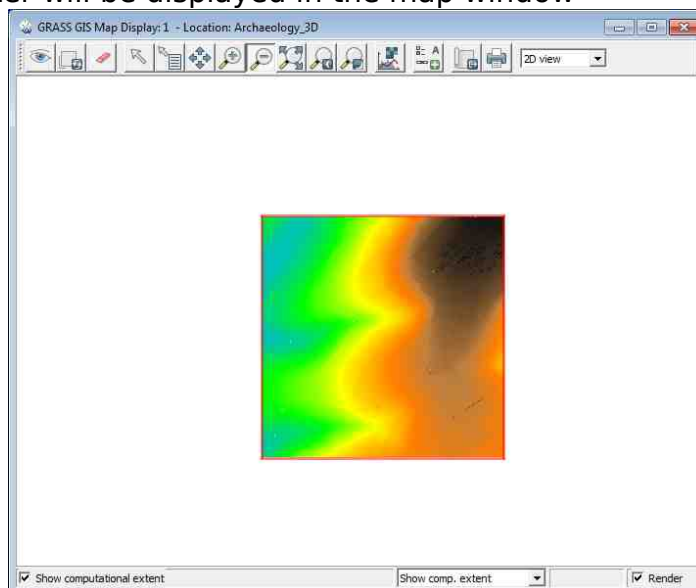 will be displayed in the map window
GRASS GIS Map Display: 1 - Location: Archaeology_3D
2D view
Show computational extent
Show comp. extent
Render